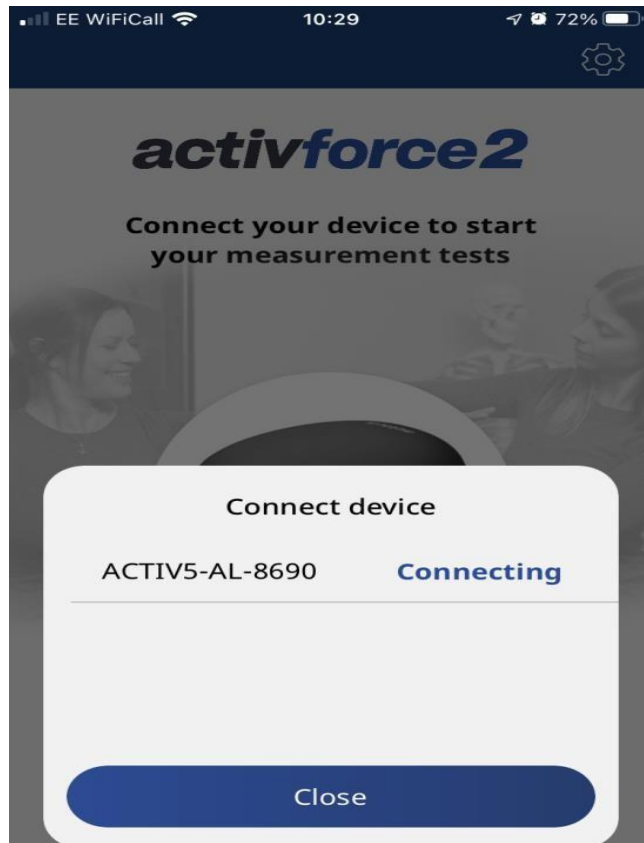 EE WiFiCall 10:29 72%
activforce2
Connect your device to start
your measurement tests
Connect device
ACTIV5-AL-8690 Connecting
Close